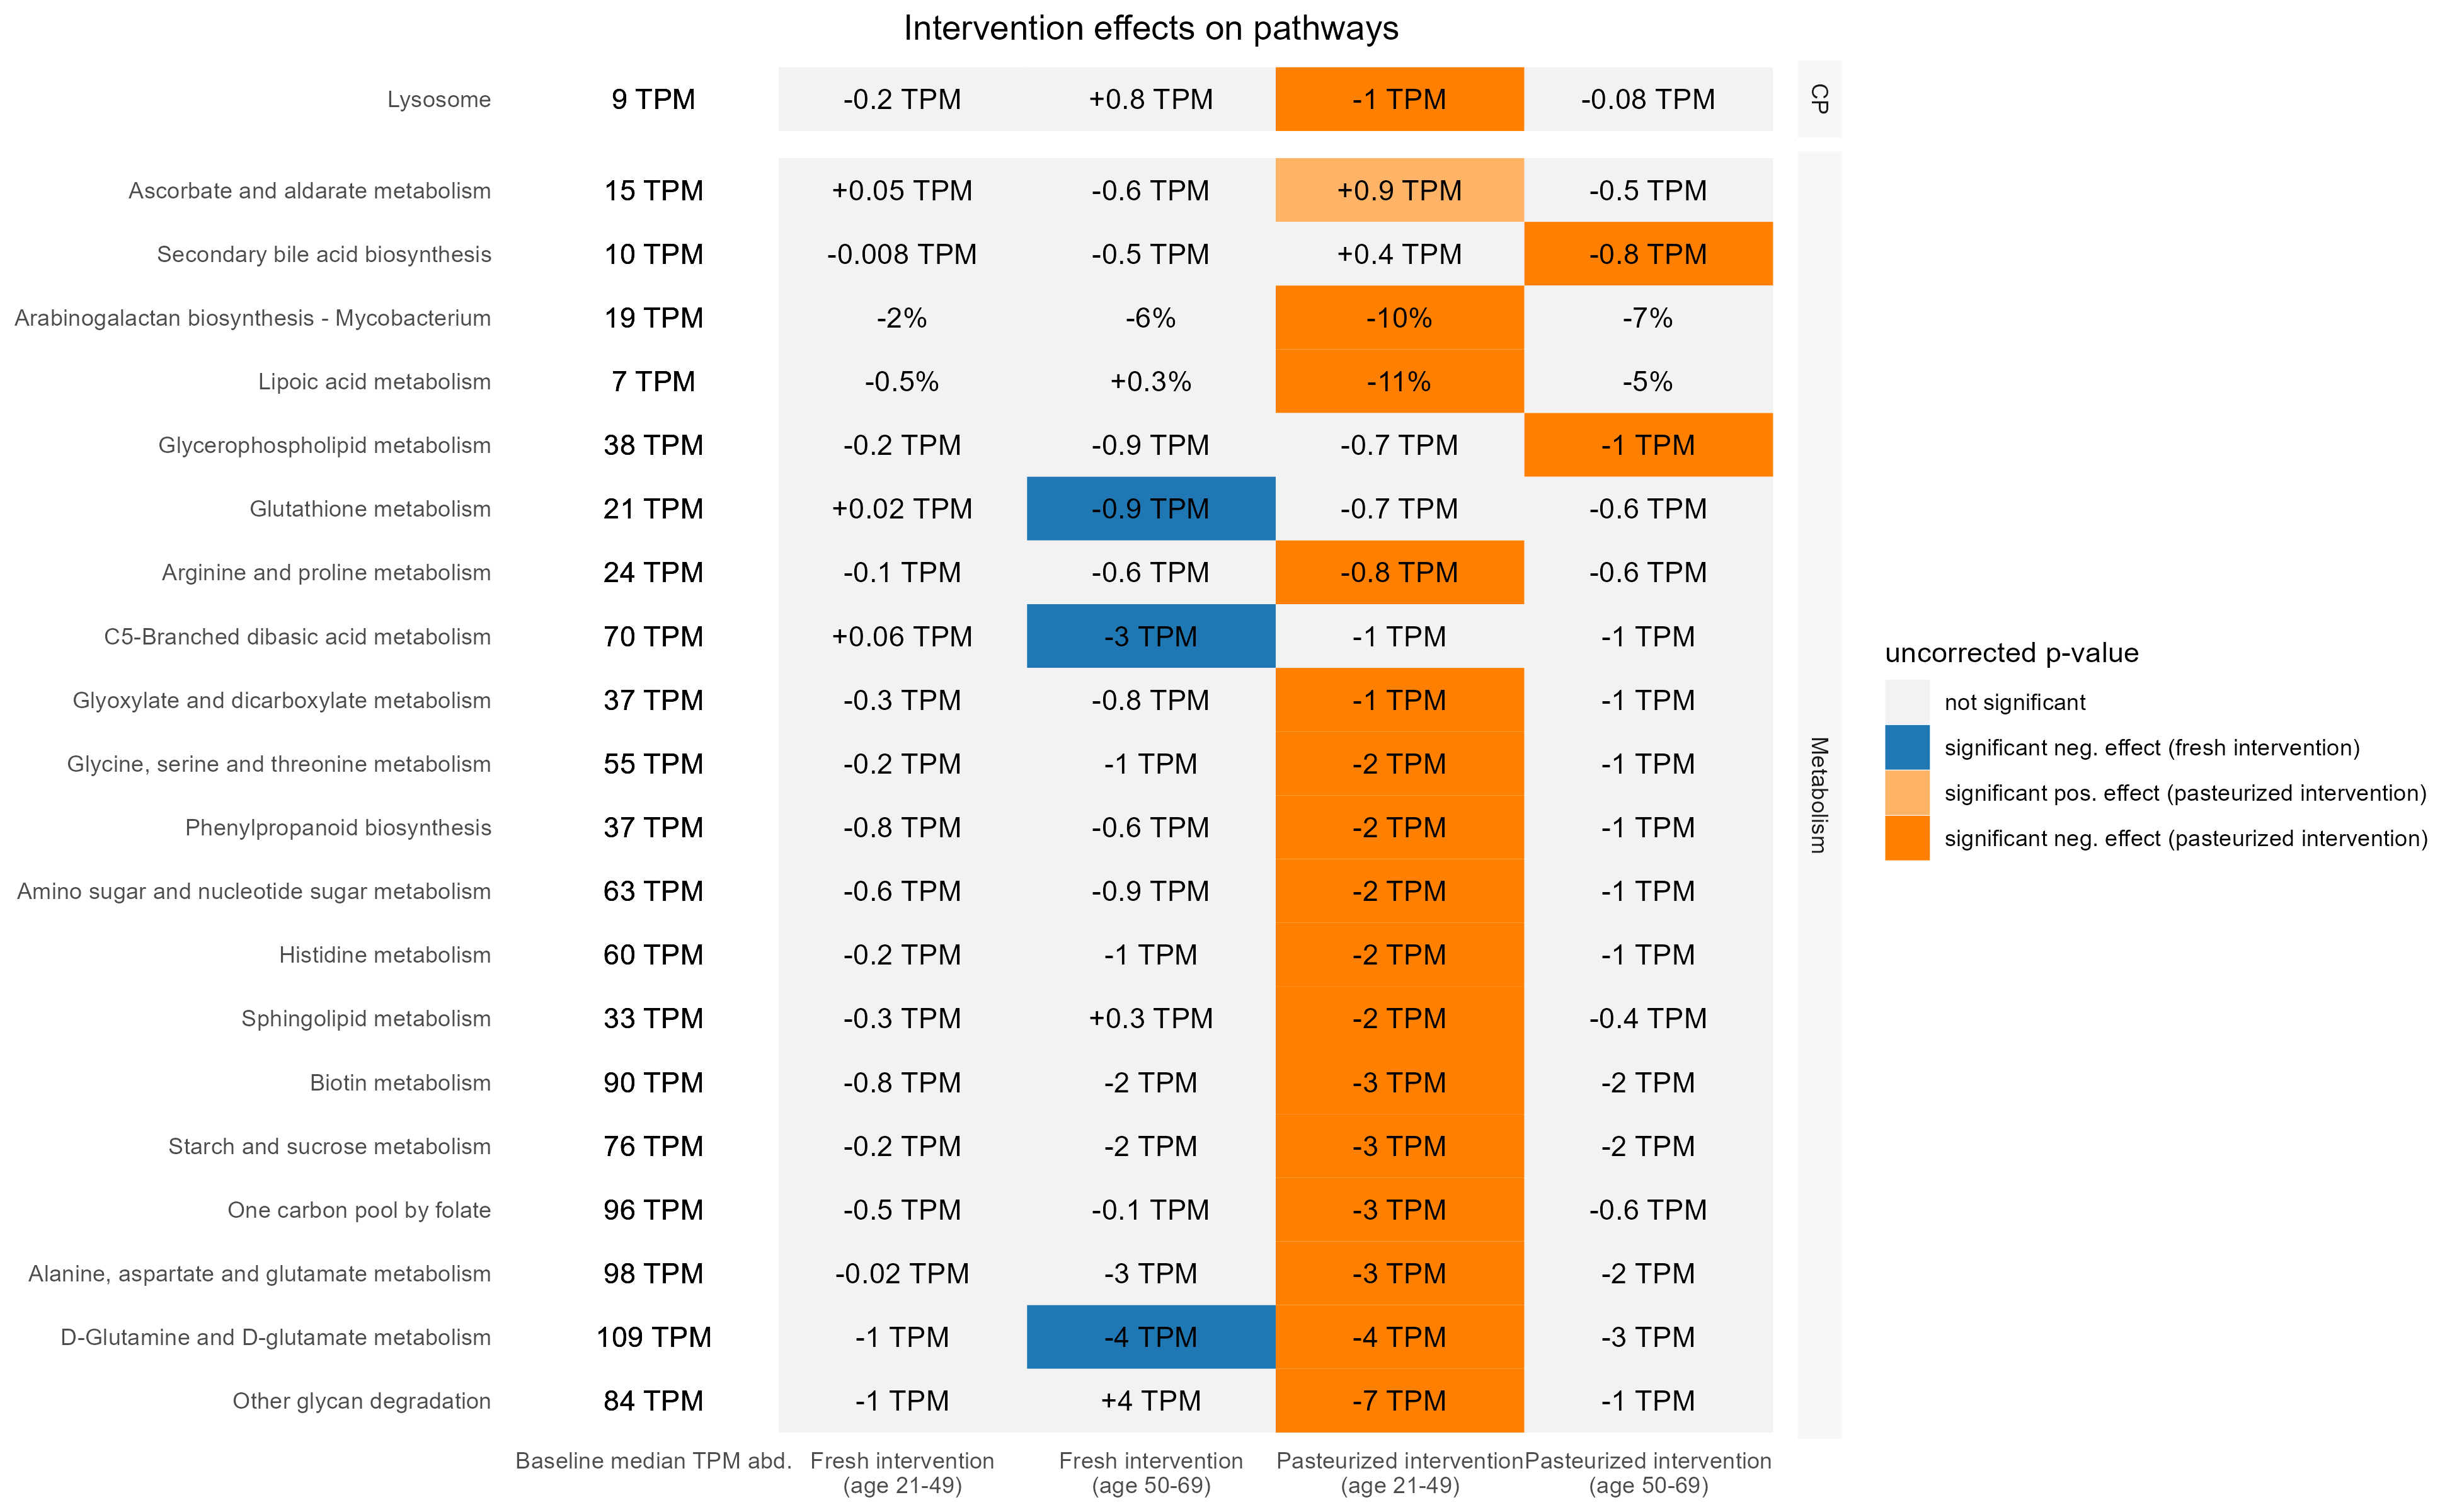 Intervention effects on pathways
Lysosome 9 TPM -0.2 TPM +0.8 TPM -1 TPM -0.08 TPM CP
Ascorbate and aldarate metabolism 15 TPM +0.05 TPM -0.6 TPM +0.9 TPM -0.5 TPM
Secondary bile acid biosynthesis 10 TPM -0.008 TPM -0.5 TPM +0.4 TPM -0.8 TPM
Arabinogalactan biosynthesis - Mycobacterium 19 TPM -2% -6% -10% -7%
Lipoic acid metabolism 7 TPM -0.5% +0.3% -11% -5%
Glycerophospholipid metabolism 38 TPM -0.2 TPM -0.9 TPM -0.7 TPM -1 TPM
Glutathione metabolism 21 TPM +0.02 TPM -0.9 TPM -0.7 TPM -0.6 TPM
Arginine and proline metabolism 24 TPM -0.1 TPM -0.6 TPM -0.8 TPM -0.6 TPM
C5-Branched dibasic acid metabolism 70 TPM +0.06 TPM -3 TPM -1 TPM -1 TPM
Glyoxylate and dicarboxylate metabolism 37 TPM -0.3 TPM -0.8 TPM -1 TPM -1 TPM
Glycine, serine and threonine metabolism 55 TPM -0.2 TPM -1 TPM -2 TPM -1 TPM
Phenylpropanoid biosynthesis 37 TPM -0.8 TPM -0.6 TPM -2 TPM -1 TPM
Amino sugar and nucleotide sugar metabolism 63 TPM -0.6 TPM -0.9 TPM -2 TPM -1 TPM
Histidine metabolism 60 TPM -0.2 TPM -1 TPM -2 TPM -1 TPM
Sphingolipid metabolism 33 TPM -0.3 TPM +0.3 TPM -2 TPM -0.4 TPM
Biotin metabolism 90 TPM -0.8 TPM -2 TPM -3 TPM -2 TPM
Starch and sucrose metabolism 76 TPM -0.2 TPM -2 TPM -3 TPM -2 TPM
One carbon pool by folate 96 TPM -0.5 TPM -0.1 TPM -3 TPM -0.6 TPM
Alanine, aspartate and glutamate metabolism 98 TPM -0.02 TPM -3 TPM -3 TPM -2 TPM
D-Glutamine and D-glutamate metabolism 109 TPM -1 TPM -4 TPM -4 TPM -3 TPM
Other glycan degradation 84 TPM -1 TPM +4 TPM -7 TPM -1 TPM
Metabolism
Baseline median TPM abd. Fresh intervention Fresh intervention Pasteurized intervention Pasteurized intervention
(age 21-49) (age 50-69) (age 21-49) (age 50-69)
uncorrected p-value
not significant
significant neg. effect (fresh intervention)
significant pos. effect (pasteurized intervention)
significant neg. effect (pasteurized intervention)